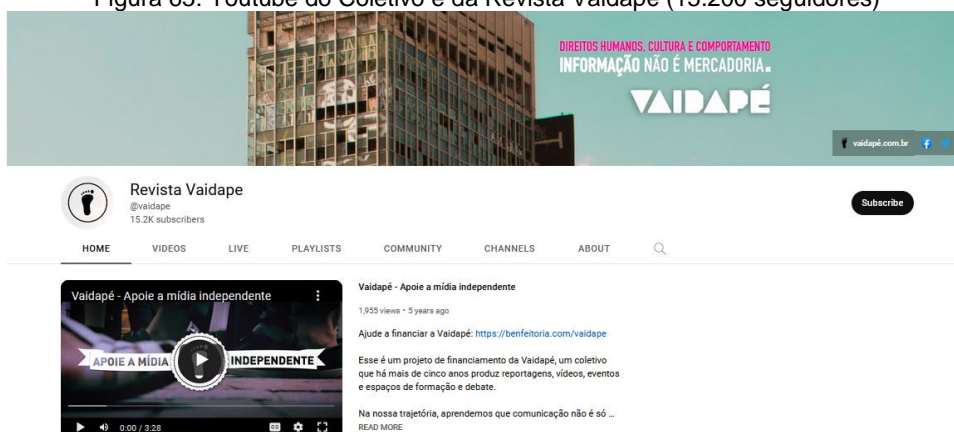 Figura 65: Youtube do Coletivo e da Revista Vaidapé (15.200 seguidores)
DIREITOS HUMANOS, CULTURA E COMPORTAMENTO
INFORMAÇÃO NÃO É MERCADORIA.
VAIDAPÉ
vaidapé.com.br
Revista Vaidape
@vaidape
15.2K subscribers
Subscribe
HOME VIDEOS LIVE PLAYLISTS COMMUNITY CHANNELS ABOUT
Vaidapé - Apoie a mídia independente
APOIE A MÍDIA INDEPENDENTE
0:00 / 3:28
Vaidapé - Apoie a mídia independente
1,955 views • 5 years ago
Ajude a financiar a Vaidapé: https://benfeitoria.com/vaidape
Esse é um projeto de financiamento da Vaidapé, um coletivo
que há mais de cinco anos produz reportagens, vídeos, eventos
e espaços de formação e debate.
Na nossa trajetória, aprendemos que comunicação não é só ...
READ MORE